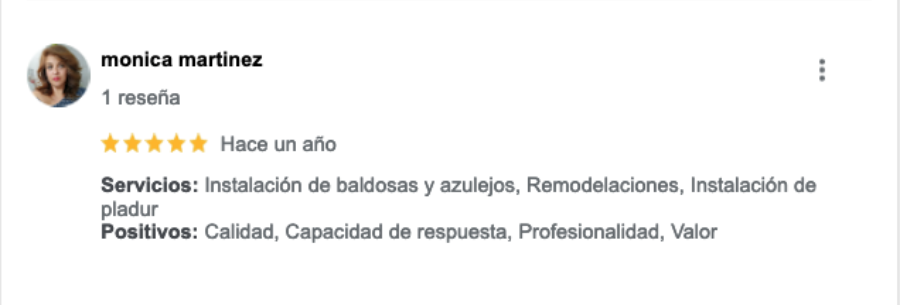 monica martinez
1 reseña
Hace un año
Servicios: Instalación de baldosas y azulejos, Remodelaciones, Instalación de
pladur
Positivos: Calidad, Capacidad de respuesta, Profesionalidad, Valor